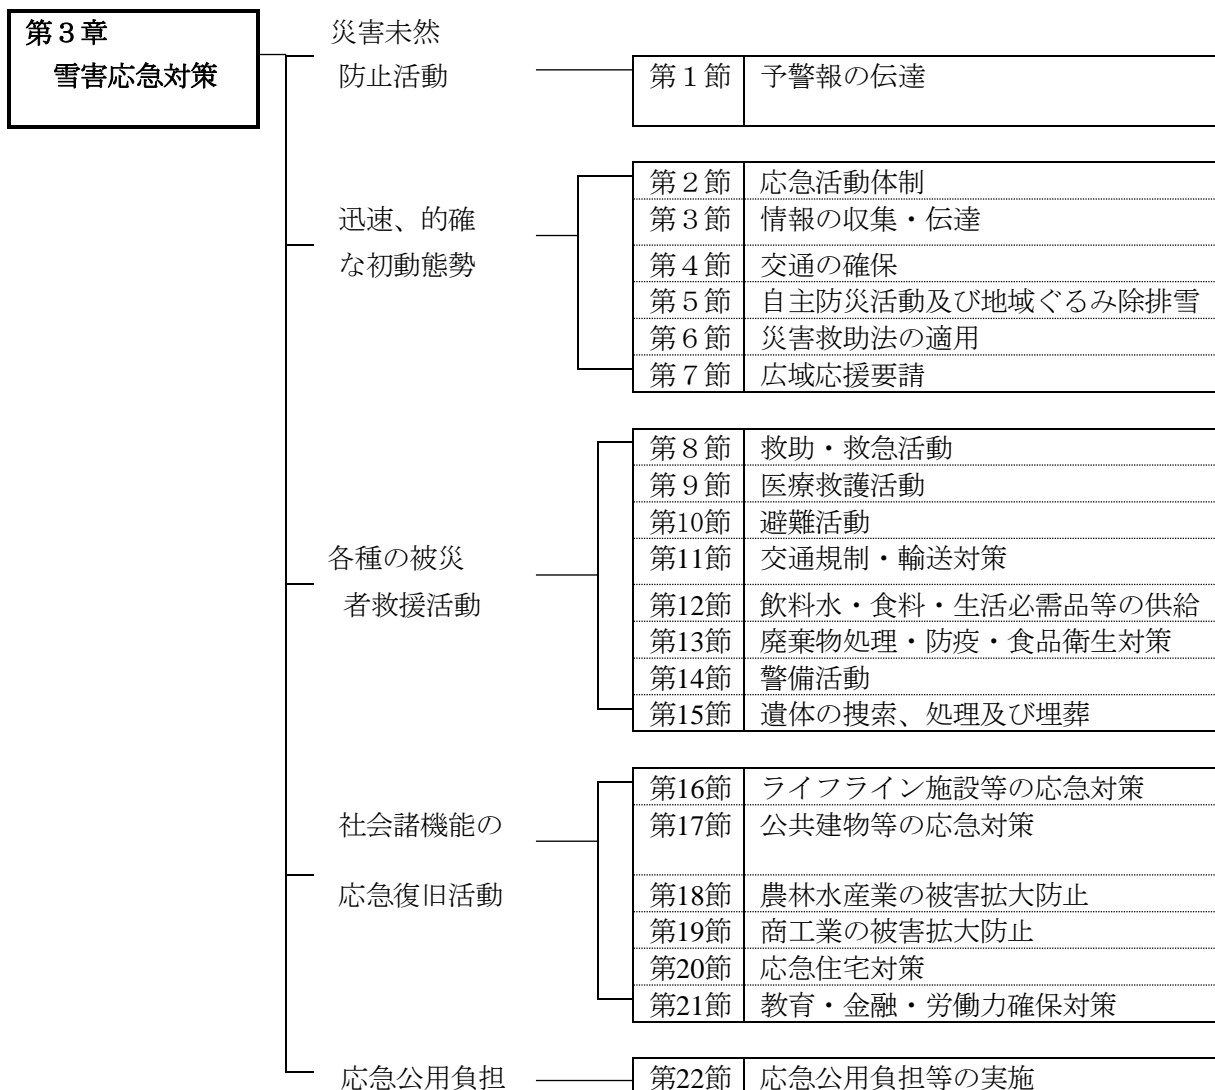 第３章
雪害応急対策
災害未然
防止活動
第１節 予警報の伝達
迅速、的確
な初動態勢
第２節 応急活動体制
第３節 情報の収集・伝達
第４節 交通の確保
第５節 自主防災活動及び地域ぐるみ除排雪
第６節 災害救助法の適用
第７節 広域応援要請
各種の被災
者救援活動
第８節 救助・救急活動
第９節 医療救護活動
第10節 避難活動
第11節 交通規制・輸送対策
第12節 飲料水・食料・生活必需品等の供給
第13節 廃棄物処理・防疫・食品衛生対策
第14節 警備活動
第15節 遺体の捜索、処理及び埋葬
社会諸機能の
応急復旧活動
第16節 ライフライン施設等の応急対策
第17節 公共建物等の応急対策
第18節 農林水産業の被害拡大防止
第19節 商工業の被害拡大防止
第20節 応急住宅対策
第21節 教育・金融・労働力確保対策
応急公用負担
第22節 応急公用負担等の実施